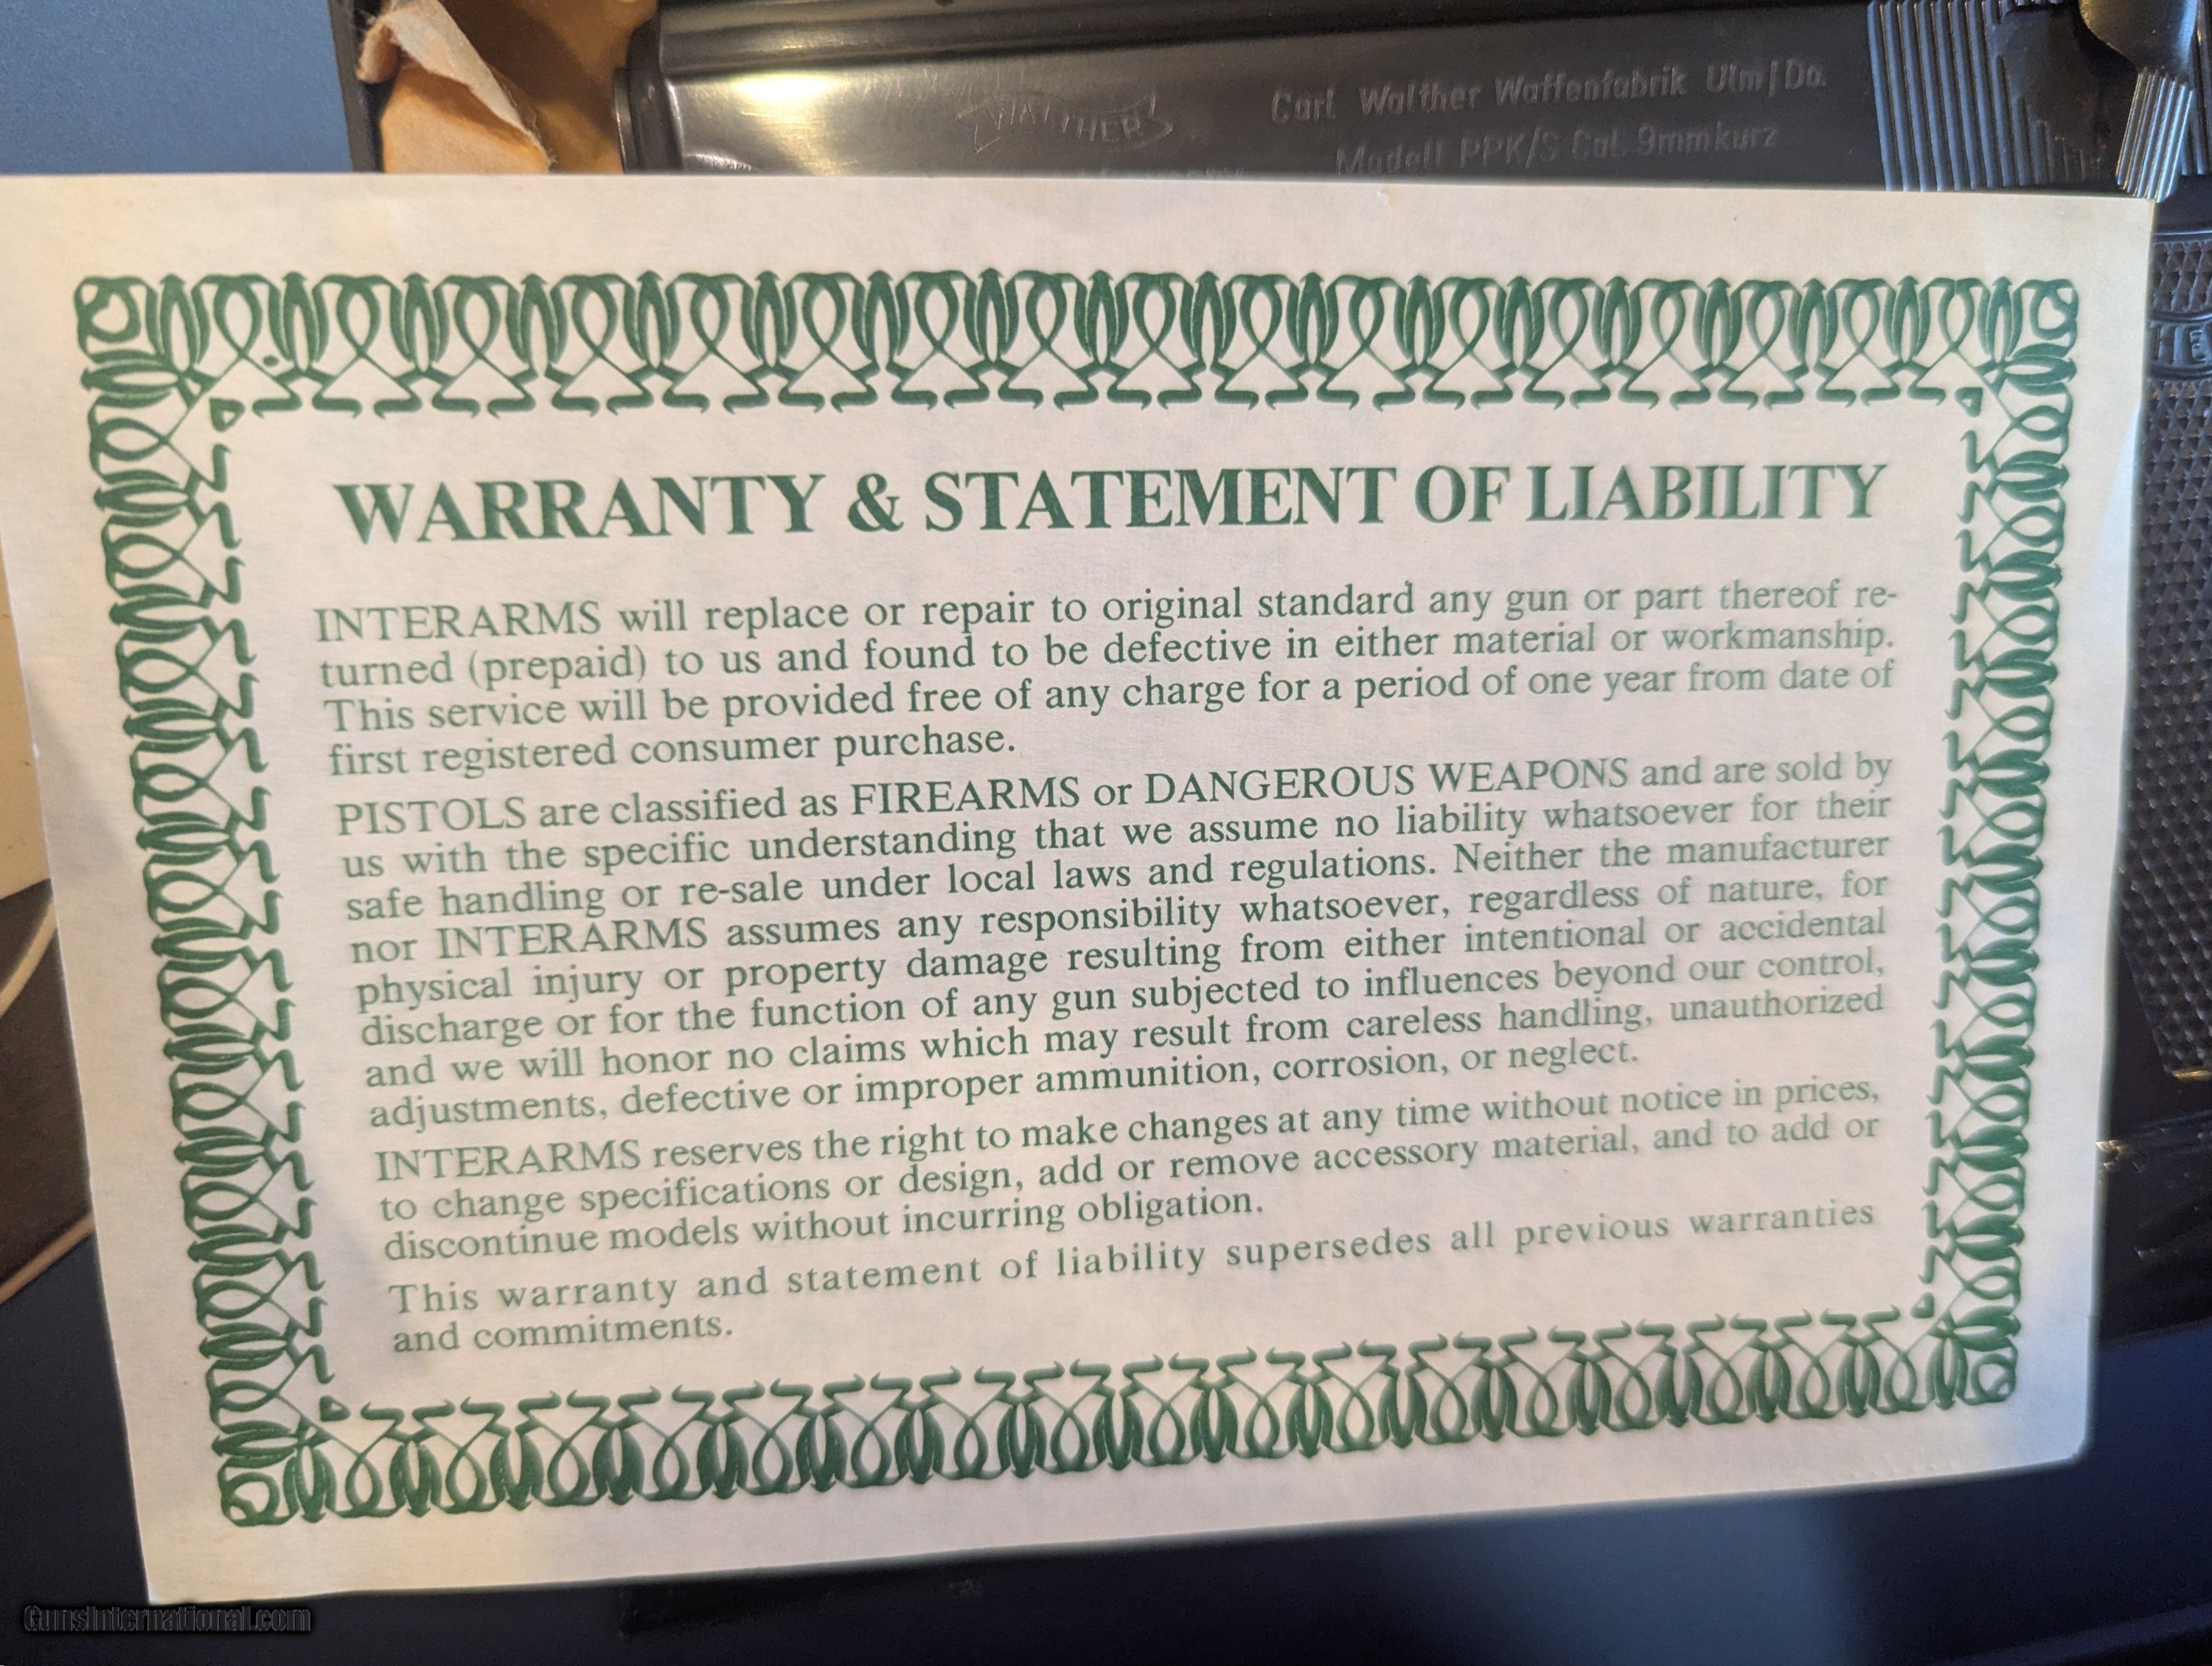 WALTHER
Carl Walther Waffenfabrik Ulm/Do.
Modell PPK/S Cal. 9mmkurz
WARRANTY & STATEMENT OF LIABILITY
INTERARMS will replace or repair to original standard any gun or part thereof re-
turned (prepaid) to us and found to be defective in either material or workmanship.
This service will be provided free of any charge for a period of one year from date of
first registered consumer purchase.
PISTOLS are classified as FIREARMS or DANGEROUS WEAPONS and are sold by
us with the specific understanding that we assume no liability whatsoever for their
safe handling or re-sale under local laws and regulations. Neither the manufacturer
nor INTERARMS assumes any responsibility whatsoever, regardless of nature, for
physical injury or property damage resulting from either intentional or accidental
discharge or for the function of any gun subjected to influences beyond our control,
and we will honor no claims which may result from careless handling, unauthorized
adjustments, defective or improper ammunition, corrosion, or neglect.
INTERARMS reserves the right to make changes at any time without notice in prices,
to change specifications or design, add or remove accessory material, and to add or
discontinue models without incurring obligation.
This warranty and statement of liability supersedes all previous warranties
and commitments.
GunsInternational.com